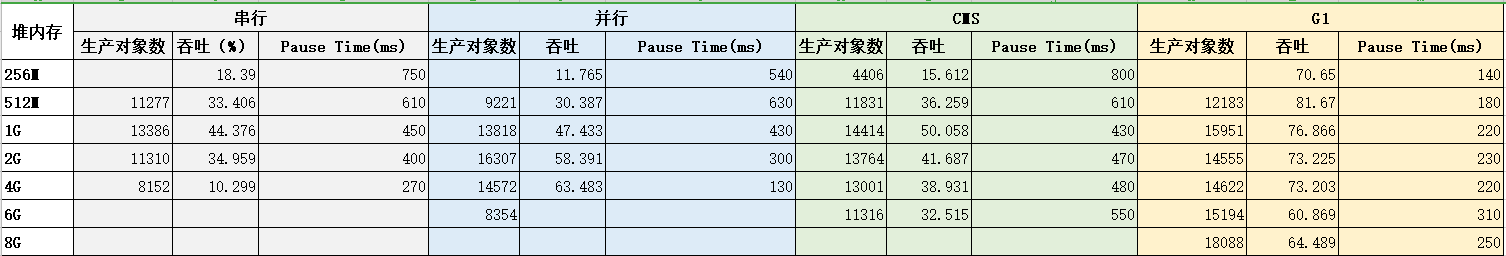 堆内存 串行 并行 CMS G1
生产对象数 吞吐（%） Pause Time(ms) 生产对象数 吞吐 Pause Time(ms) 生产对象数 吞吐 Pause Time(ms) 生产对象数 吞吐 Pause Time(ms)
256M 18.39 750 11.765 540 4406 15.612 800 70.65 140
512M 11277 33.406 610 9221 30.387 630 11831 36.259 610 12183 81.67 180
1G 13386 44.376 450 13818 47.433 430 14414 50.058 430 15951 76.866 220
2G 11310 34.959 400 16307 58.391 300 13764 41.687 470 14555 73.225 230
4G 8152 10.299 270 14572 63.483 130 13001 38.931 480 14622 73.203 220
6G 8354 11316 32.515 550 15194 60.869 310
8G 18088 64.489 250